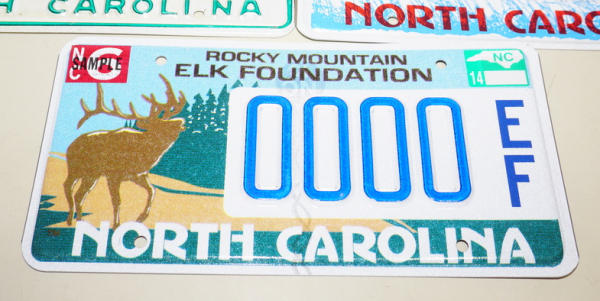 H CAROLINA
NORTH CARO
NC
G
SAMPLE
ROCKY MOUNTAIN
ELK FOUNDATION
NC
14
0000
EF
NORTH CAROLINA